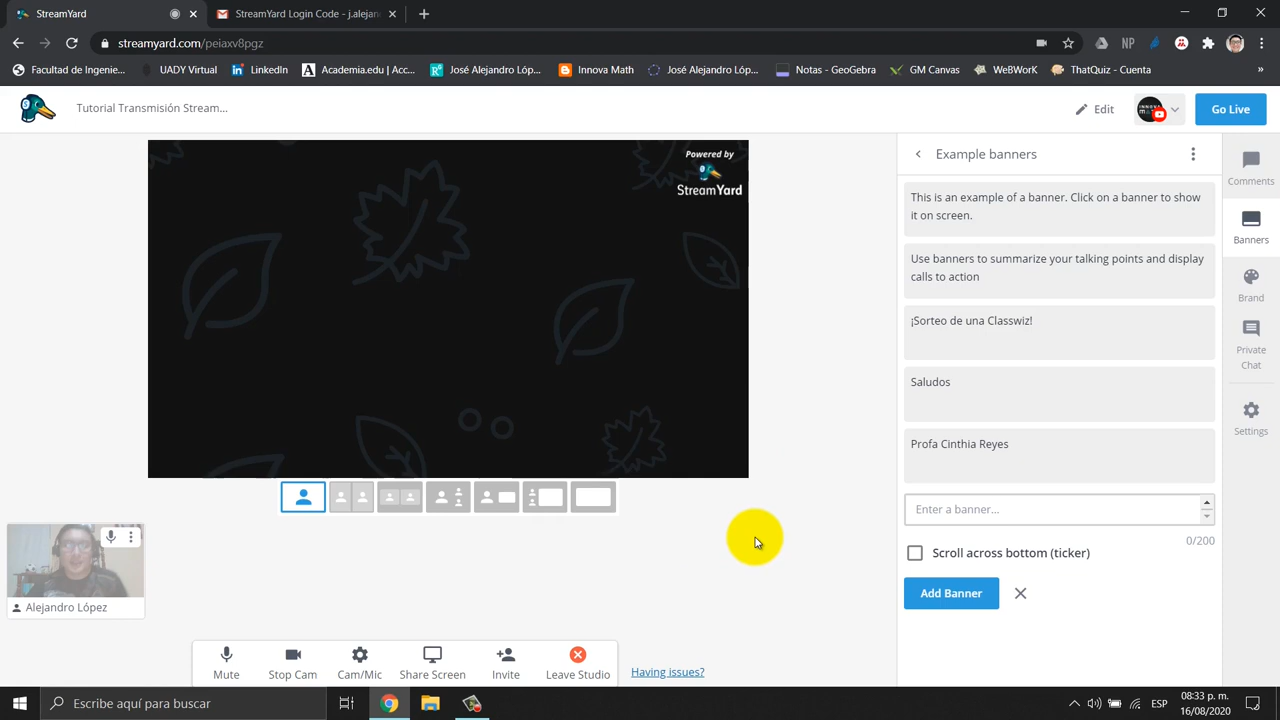 StreamYard
StreamYard Login Code - j.alejan
streamyard.com/peiaxv8pgz
NP
Facultad de Ingenie...
UADY Virtual
LinkedIn
Academia.edu | Acc...
José Alejandro Lóp...
Innova Math
José Alejandro Lóp...
Notas - GeoGebra
GM Canvas
WeBWorK
ThatQuiz - Cuenta
»
Tutorial Transmisión Stream...
Edit
Go Live
Powered by
StreamYard
Example banners
This is an example of a banner. Click on a banner to show
it on screen.
Use banners to summarize your talking points and display
calls to action
¡Sorteo de una Classwiz!
Saludos
Profa Cinthia Reyes
Enter a banner...
0/200
Scroll across bottom (ticker)
Add Banner
Comments
Banners
Brand
Private
Chat
Settings
Alejandro López
Mute
Stop Cam
Cam/Mic
Share Screen
Invite
Leave Studio
Having issues?
Escribe aquí para buscar
ESP
08:33 p. m.
16/08/2020